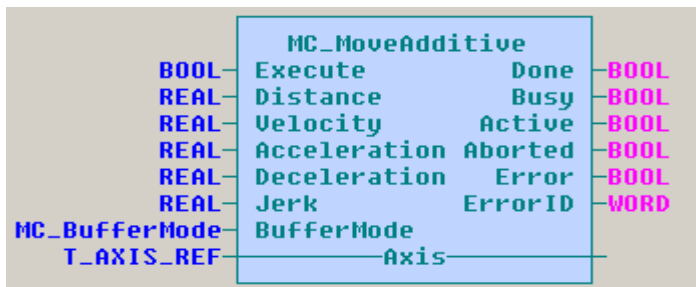 MC_MoveAdditive
BOOL Execute Done BOOL
REAL Distance Busy BOOL
REAL Velocity Active BOOL
REAL Acceleration Aborted BOOL
REAL Deceleration Error BOOL
REAL Jerk ErrorID WORD
MC_BufferMode BufferMode
T_AXIS_REF Axis